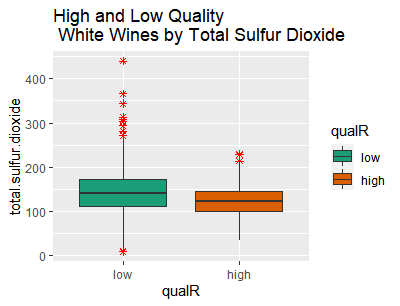 High and Low Quality
White Wines by Total Sulfur Dioxide
total.sulfur.dioxide
400
300
200
100
0
low
high
qualR
qualR
low
high